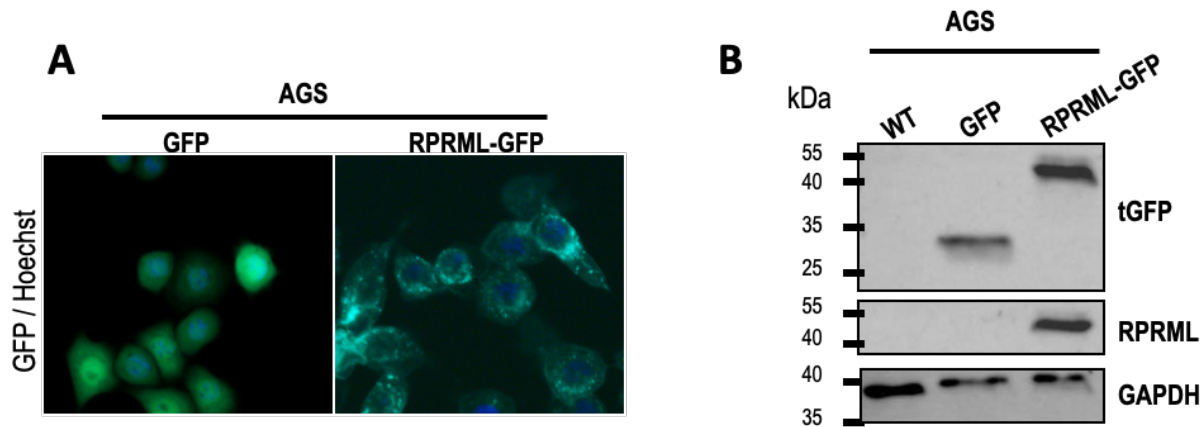 A
AGS
GFP RPRML-GFP
GFP / Hoechst
B
AGS
kDa
WT GFP RPRML-GFP
55
40
35
25
tGFP
55
40
RPRML
40
35
GAPDH